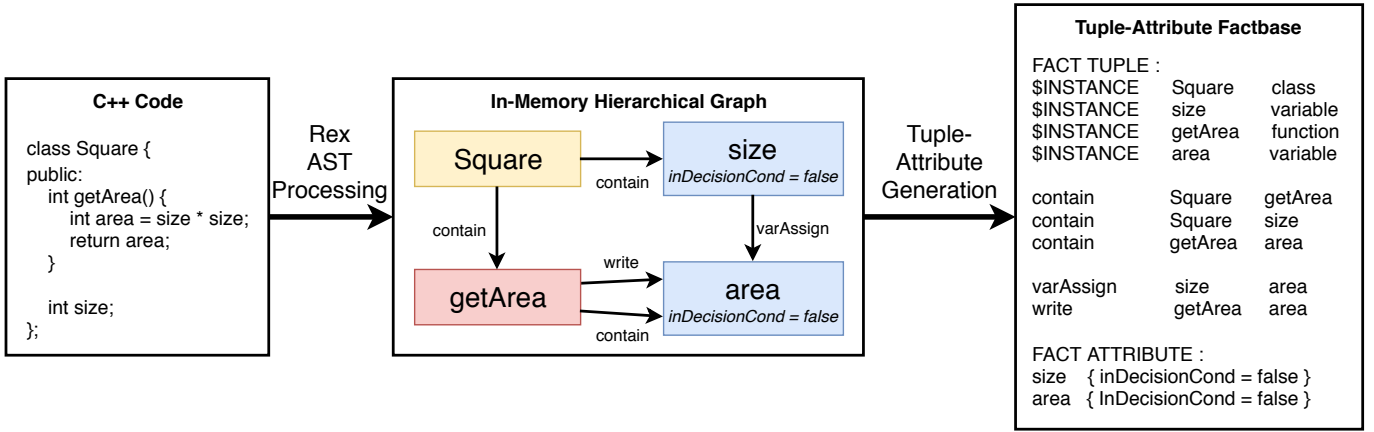 C++ Code
class Square {
public:
int getArea() {
int area = size * size;
return area;
}
int size;
};
Rex
AST
Processing
In-Memory Hierarchical Graph
Square
contain
size
inDecisionCond = false
contain
varAssign
getArea
write
contain
area
inDecisionCond = false
Tuple-
Attribute
Generation
Tuple-Attribute Factbase
FACT TUPLE :
$INSTANCE Square class
$INSTANCE size variable
$INSTANCE getArea function
$INSTANCE area variable
contain Square getArea
contain Square size
contain getArea area
varAssign size area
write getArea area
FACT ATTRIBUTE :
size { inDecisionCond = false }
area { InDecisionCond = false }